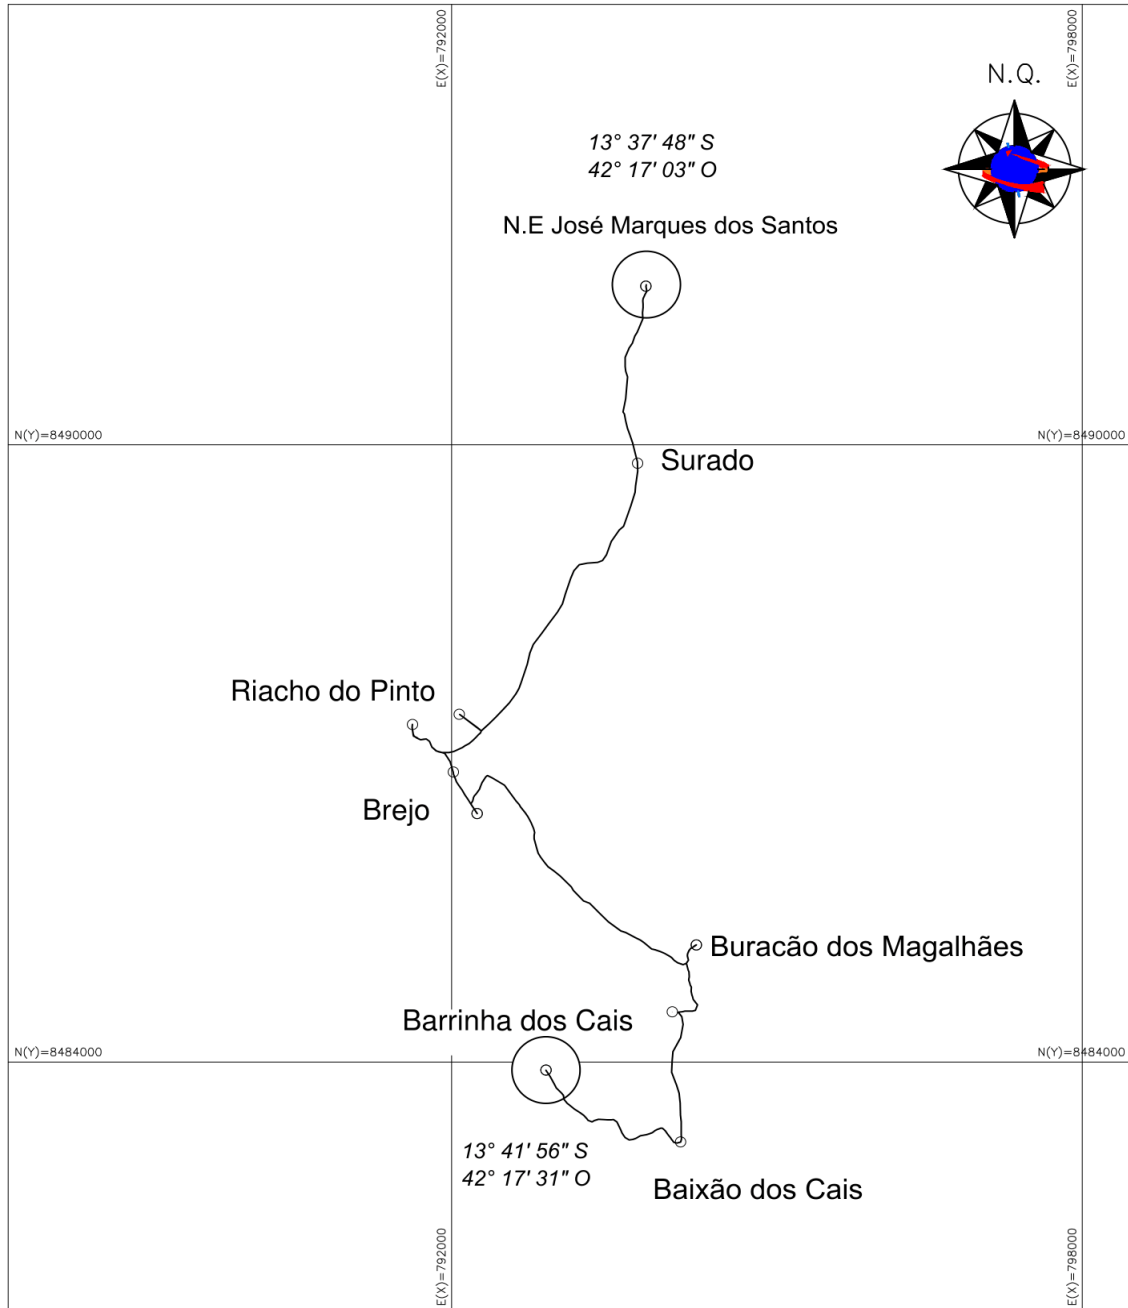 E(X)=792000
E(X)=798000
N.Q.
13° 37' 48" S
42° 17' 03" O
N.E José Marques dos Santos
N(Y)=8490000
N(Y)=8490000
Surado
Riacho do Pinto
Brejo
Buracão dos Magalhães
Barrinha dos Cais
N(Y)=8484000
N(Y)=8484000
13° 41' 56" S
42° 17' 31" O
Baixão dos Cais
E(X)=792000
E(X)=798000